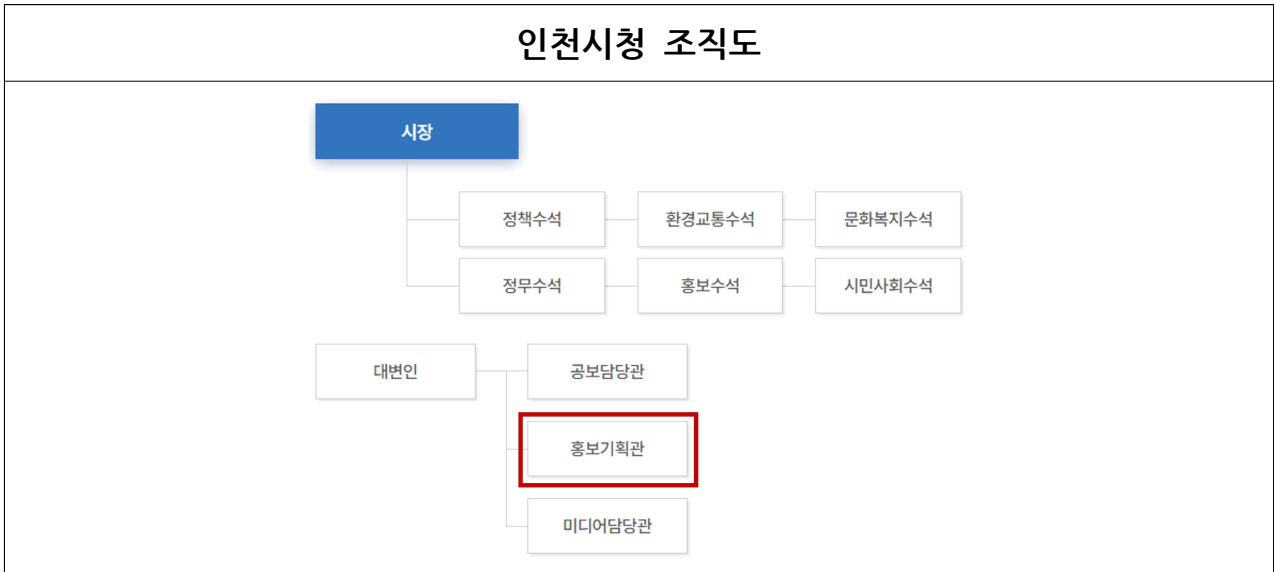 인천시청 조직도
시장
정책수석 환경교통수석 문화복지수석
정무수석 홍보수석 시민사회수석
대변인 공보담당관
홍보기획관
미디어담당관